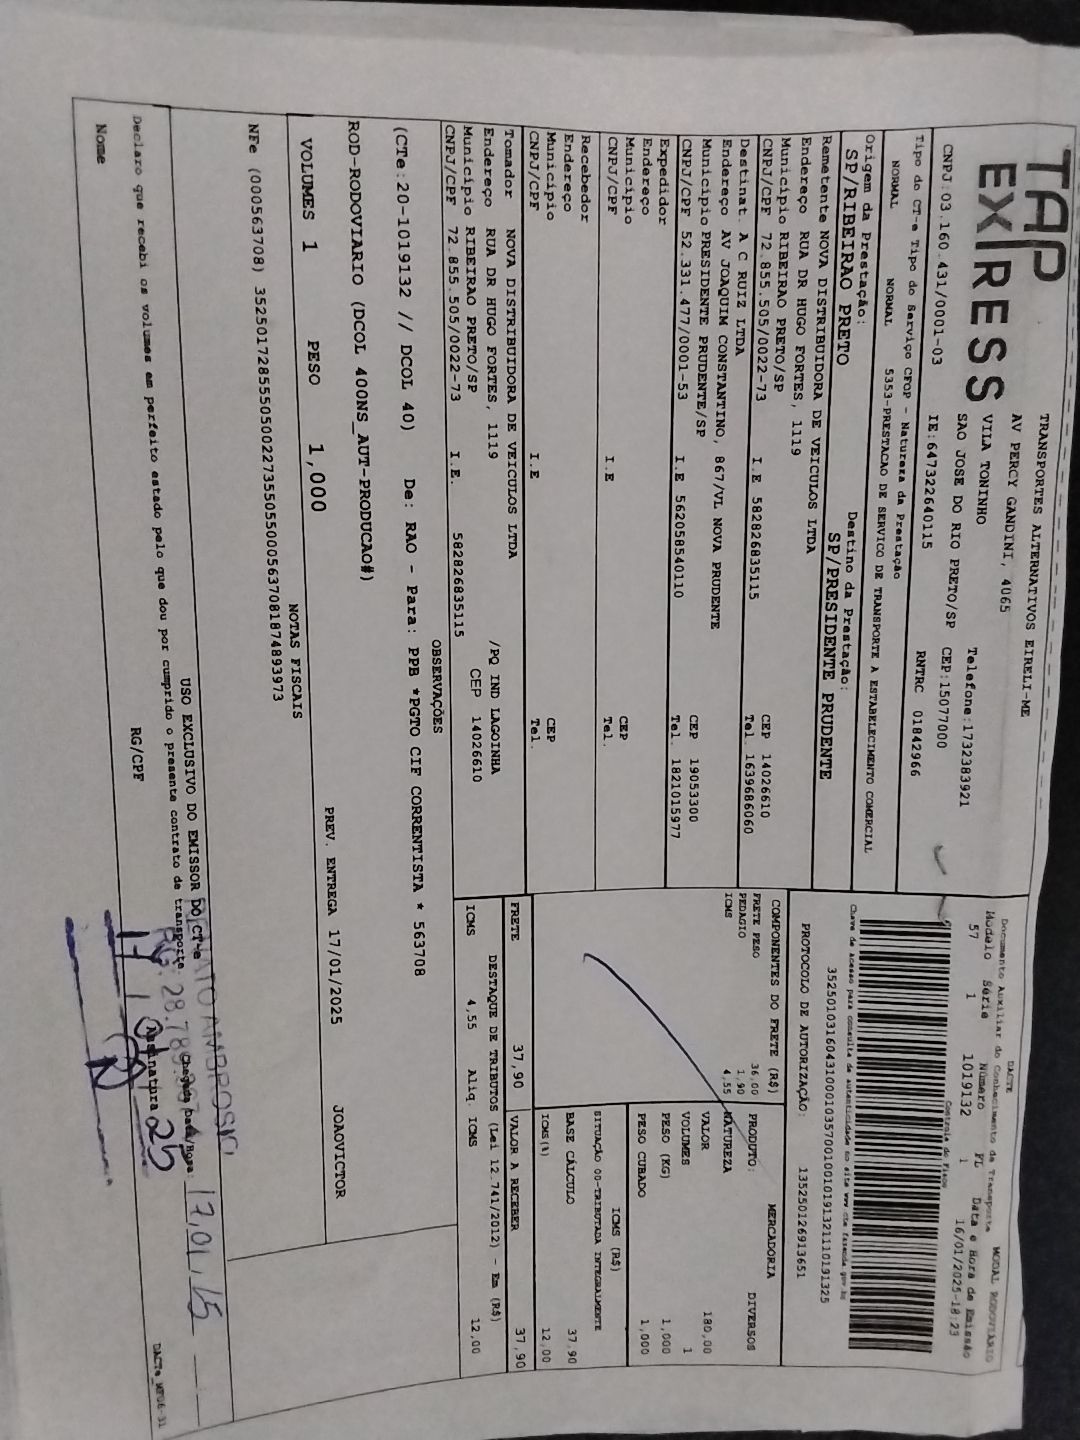 TAP
EXPRESS
TRANSPORTES ALTERNATIVOS EIRELI-ME
AV PERCY GANDINI, 4065
VILA TONINHO Telefone:1732383921
SAO JOSE DO RIO PRETO/SP CEP:15077000
CNPJ:03.160.431/0001-03 IE:647322640115 RNTRC 01842966
Tipo do CT-e Tipo do Serviço CFOP - Natureza da Prestação
NORMAL NORMAL 5353-PRESTACAO DE SERVICO DE TRANSPORTE A ESTABELECIMENTO COMERCIAL
Origem da Prestação: Destino da Prestação:
SP/RIBEIRAO PRETO SP/PRESIDENTE PRUDENTE
Remetente NOVA DISTRIBUIDORA DE VEICULOS LTDA
Endereço RUA DR HUGO FORTES, 1119
Município RIBEIRAO PRETO/SP CEP 14026610
CNPJ/CPF 72.855.505/0022-73 I.E 582826835115 Tel. 1639686060
Destinat. A C RUIZ LTDA
Endereço AV JOAQUIM CONSTANTINO, 867/VL NOVA PRUDENTE
Município PRESIDENTE PRUDENTE/SP CEP 19053300
CNPJ/CPF 52.331.477/0001-53 I.E 562058540110 Tel. 1821015977
Expedidor
Endereço
Município CEP
CNPJ/CPF I.E Tel.
Recebedor
Endereço
Município CEP
CNPJ/CPF I.E Tel.
Tomador NOVA DISTRIBUIDORA DE VEICULOS LTDA
Endereço RUA DR HUGO FORTES, 1119 /PQ IND LAGOINHA
Município RIBEIRAO PRETO/SP CEP 14026610
CNPJ/CPF 72.855.505/0022-73 I.E. 582826835115
DACTE MODAL RODOVIÁRIO
Documento Auxiliar do Conhecimento de Transporte
Modelo Série Número FL Data e Hora de Emissão
57 1 1019132 1 16/01/2025-18:23
Controle do Fisco
Chave de Acesso para consulta de autenticidade no site www.cte.fazenda.gov.br
PROTOCOLO DE AUTORIZAÇÃO: 135250126913651
COMPONENTES DO FRETE (R$)
FRETE PESO 36,00
PEDAGIO 1,90
ICMS 4,55
FRETE 37,90
MERCADORIA
PRODUTO: DIVERSOS
NATUREZA
VALOR 180,00
VOLUMES 1
PESO (KG) 1,000
PESO CUBADO 1,000
ICMS (R$)
SITUAÇÃO 00-TRIBUTADA INTEGRALMENTE
BASE CÁLCULO 37,90
ICMS(%) 12,00
VALOR A RECEBER 37,90
DESTAQUE DE TRIBUTOS (Lei 12.741/2012) - Em (R$)
ICMS 4,55 Aliq. ICMS 12,00
OBSERVAÇÕES
(CTe:20-1019132 // DCOL 40) De: RAO - Para: PPB *PGTO CIF CORRENTISTA * 563708
ROD-RODOVIARIO (DCOL 400NS_AUT-PRODUCAO#)
PREV. ENTREGA 17/01/2025 JOAOVICTOR
VOLUMES 1 PESO 1,000
NOTAS FISCAIS
NFe (000563708) 35250172855505002273550550005637081874893973
USO EXCLUSIVO DO EMISSOR DO CT-e
Declaro que recebi os volumes em perfeito estado pelo que dou por cumprido o presente contrato de transporte.
Chegada Data/Hora: 17,01,15
Nome RG/CPF Assinatura
DACTe_WF06-31